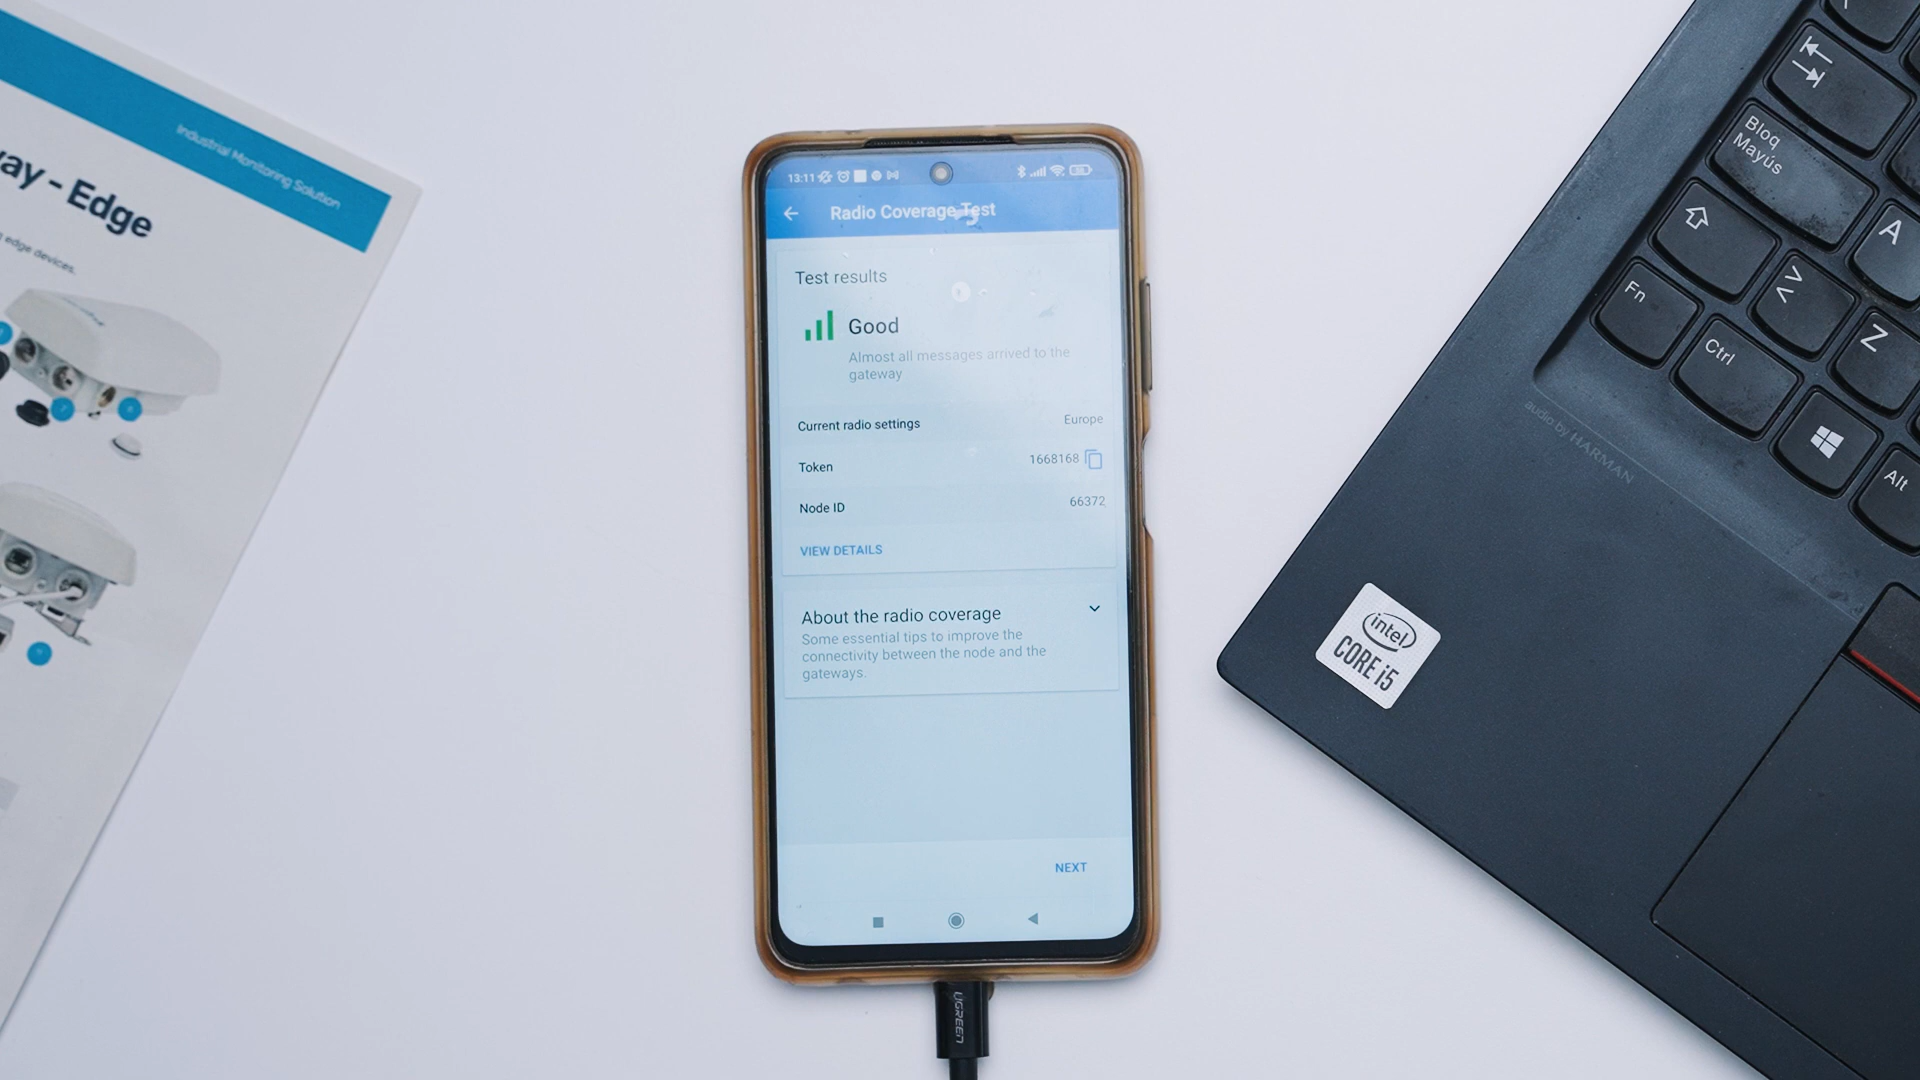 Industrial Monitoring Solution
way - Edge
edge devices.
13:11
Radio Coverage Test
Test results
Good
Almost all messages arrived to the
gateway
Current radio settings
Europe
Token
1668168
Node ID
66372
VIEW DETAILS
About the radio coverage
Some essential tips to improve the
connectivity between the node and the
gateways.
NEXT
UGREEN
Bloq
Mayús
A
Fn
<>
Z
Ctrl
Alt
audio by HARMAN
intel
CORE i5